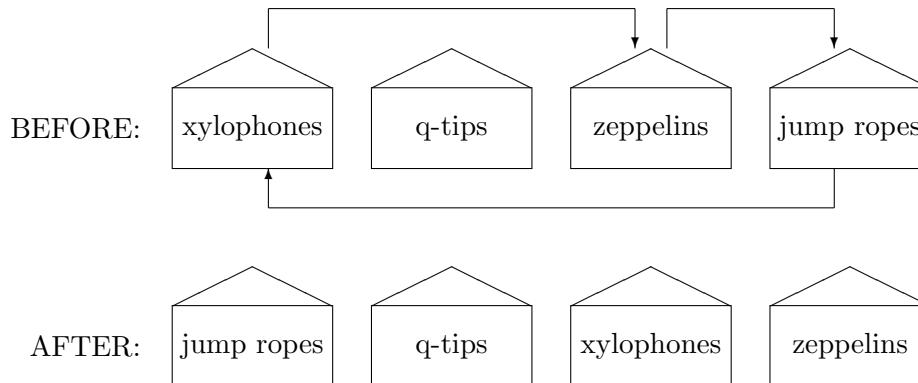 BEFORE: xylophones q-tips zeppelins jump ropes
AFTER: jump ropes q-tips xylophones zeppelins